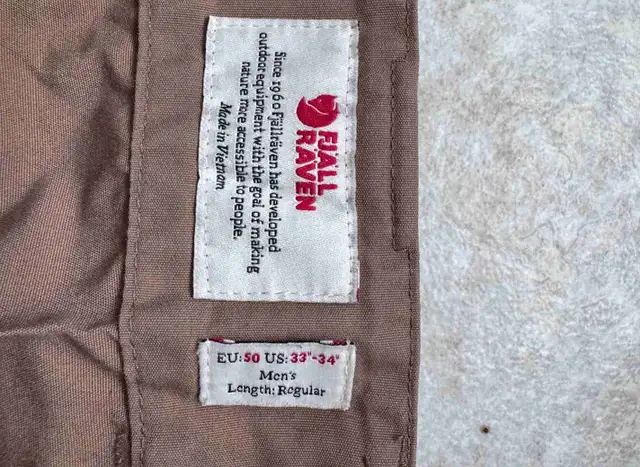 FJÄLL
RAVEN
Since 1960 Fjällräven has developed
outdoor equipment with the goal of making
nature more accessible to people.
Made in Vietnam
EU:50 US:33"-34"
Men's
Length: Regular